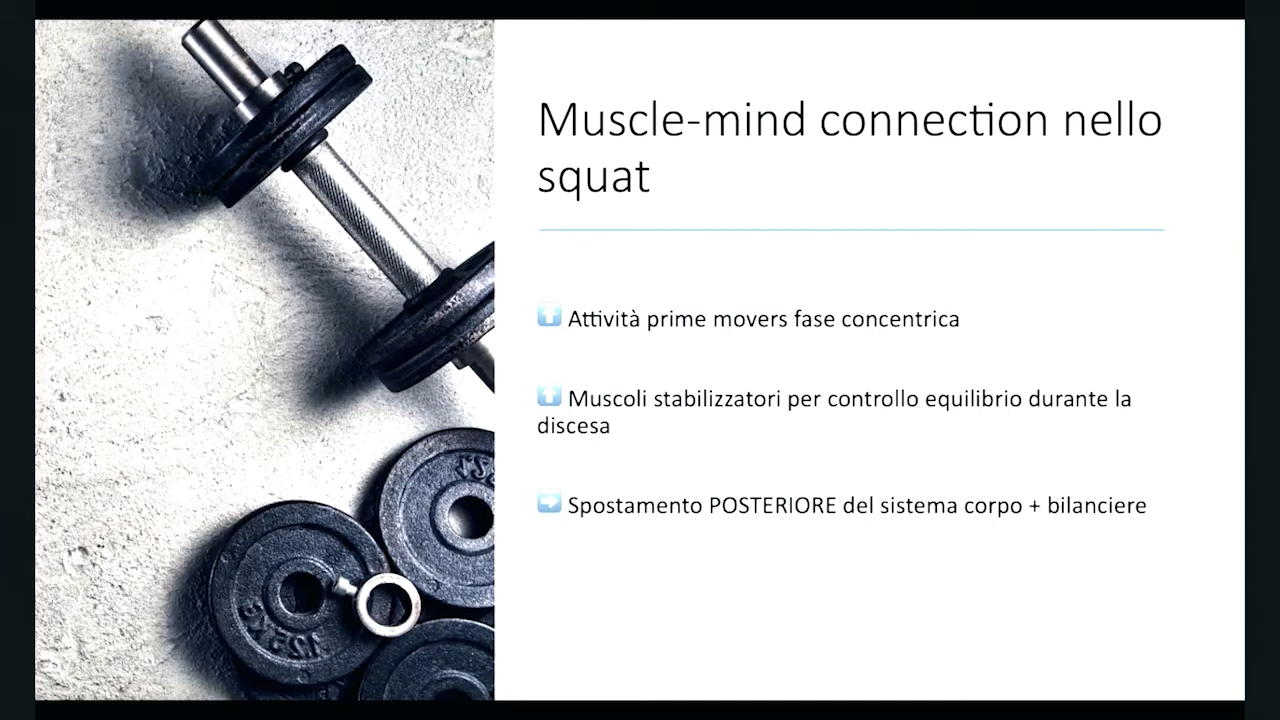 Muscle-mind connection nello
squat
⬆️ Attività prime movers fase concentrica
⬆️ Muscoli stabilizzatori per controllo equilibrio durante la
discesa
➡️ Spostamento POSTERIORE del sistema corpo + bilanciere